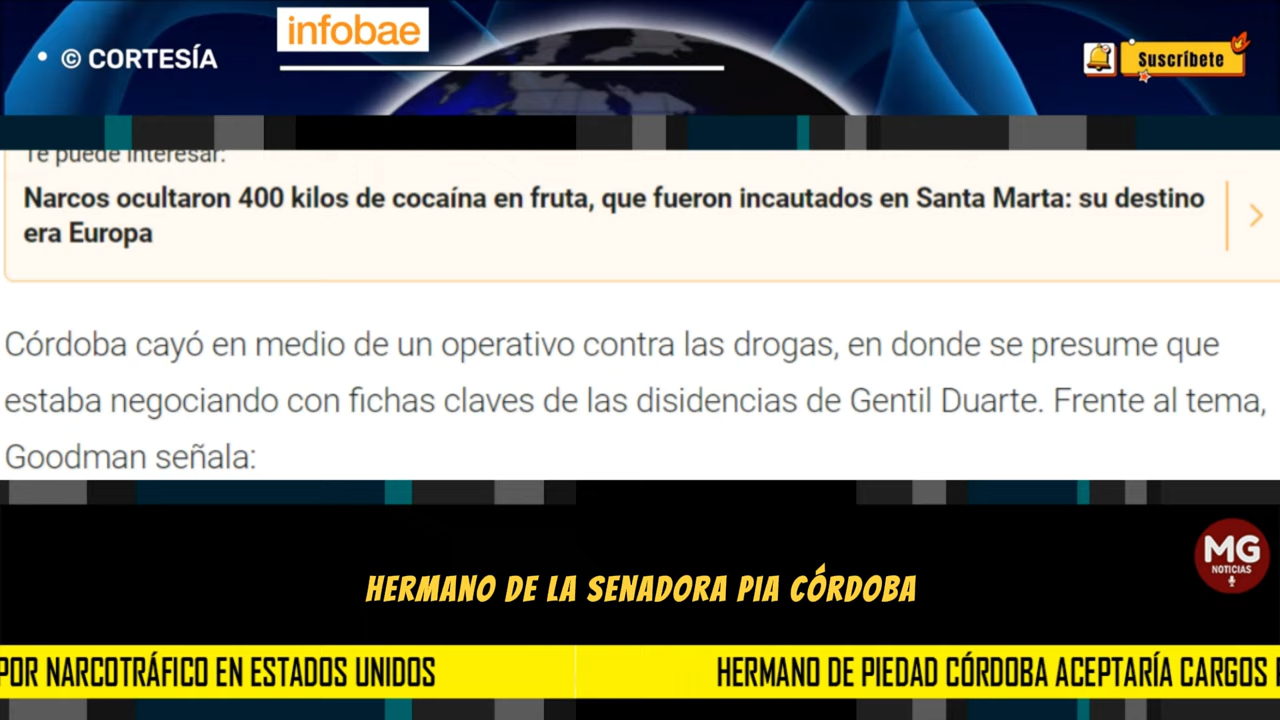 infobae
• © CORTESÍA
Suscríbete
Te puede interesar:
Narcos ocultaron 400 kilos de cocaína en fruta, que fueron incautados en Santa Marta: su destino
era Europa
Córdoba cayó en medio de un operativo contra las drogas, en donde se presume que
estaba negociando con fichas claves de las disidencias de Gentil Duarte. Frente al tema,
Goodman señala:
MG
NOTICIAS
HERMANO DE LA SENADORA PIA CÓRDOBA
POR NARCOTRÁFICO EN ESTADOS UNIDOS
HERMANO DE PIEDAD CÓRDOBA ACEPTARÍA CARGOS